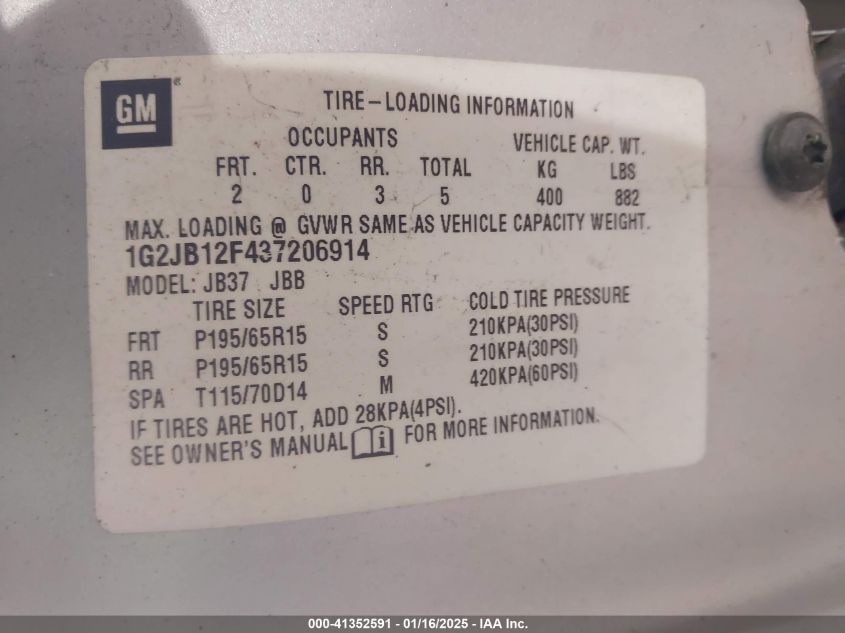 GM
TIRE-LOADING INFORMATION
OCCUPANTS VEHICLE CAP. WT.
FRT. CTR. RR. TOTAL KG LBS
2 0 3 5 400 882
MAX. LOADING @ GVWR SAME AS VEHICLE CAPACITY WEIGHT.
1G2JB12F437206914
MODEL: JB37 JBB
TIRE SIZE SPEED RTG COLD TIRE PRESSURE
FRT P195/65R15 S 210KPA(30PSI)
RR P195/65R15 S 210KPA(30PSI)
SPA T115/70D14 M 420KPA(60PSI)
IF TIRES ARE HOT, ADD 28KPA(4PSI).
SEE OWNER'S MANUAL i FOR MORE INFORMATION.
000-41352591 - 01/16/2025 - IAA Inc.